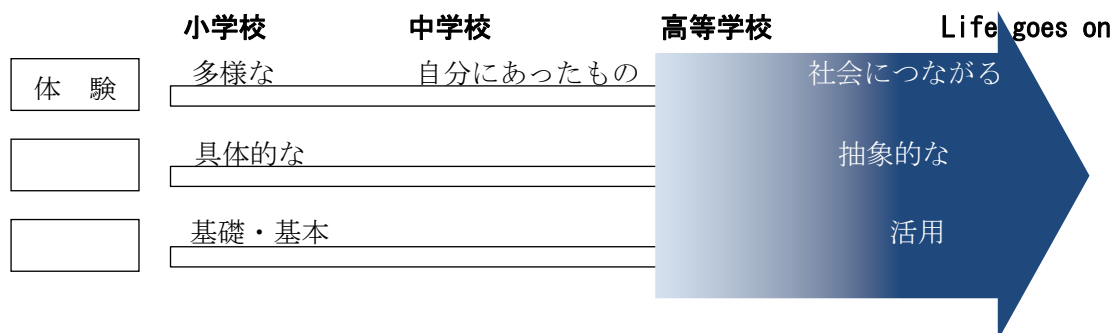 小学校 中学校 高等学校 Life goes on
体 験 多様な 自分にあったもの 社会につながる
具体的な 抽象的な
基礎・基本 活用